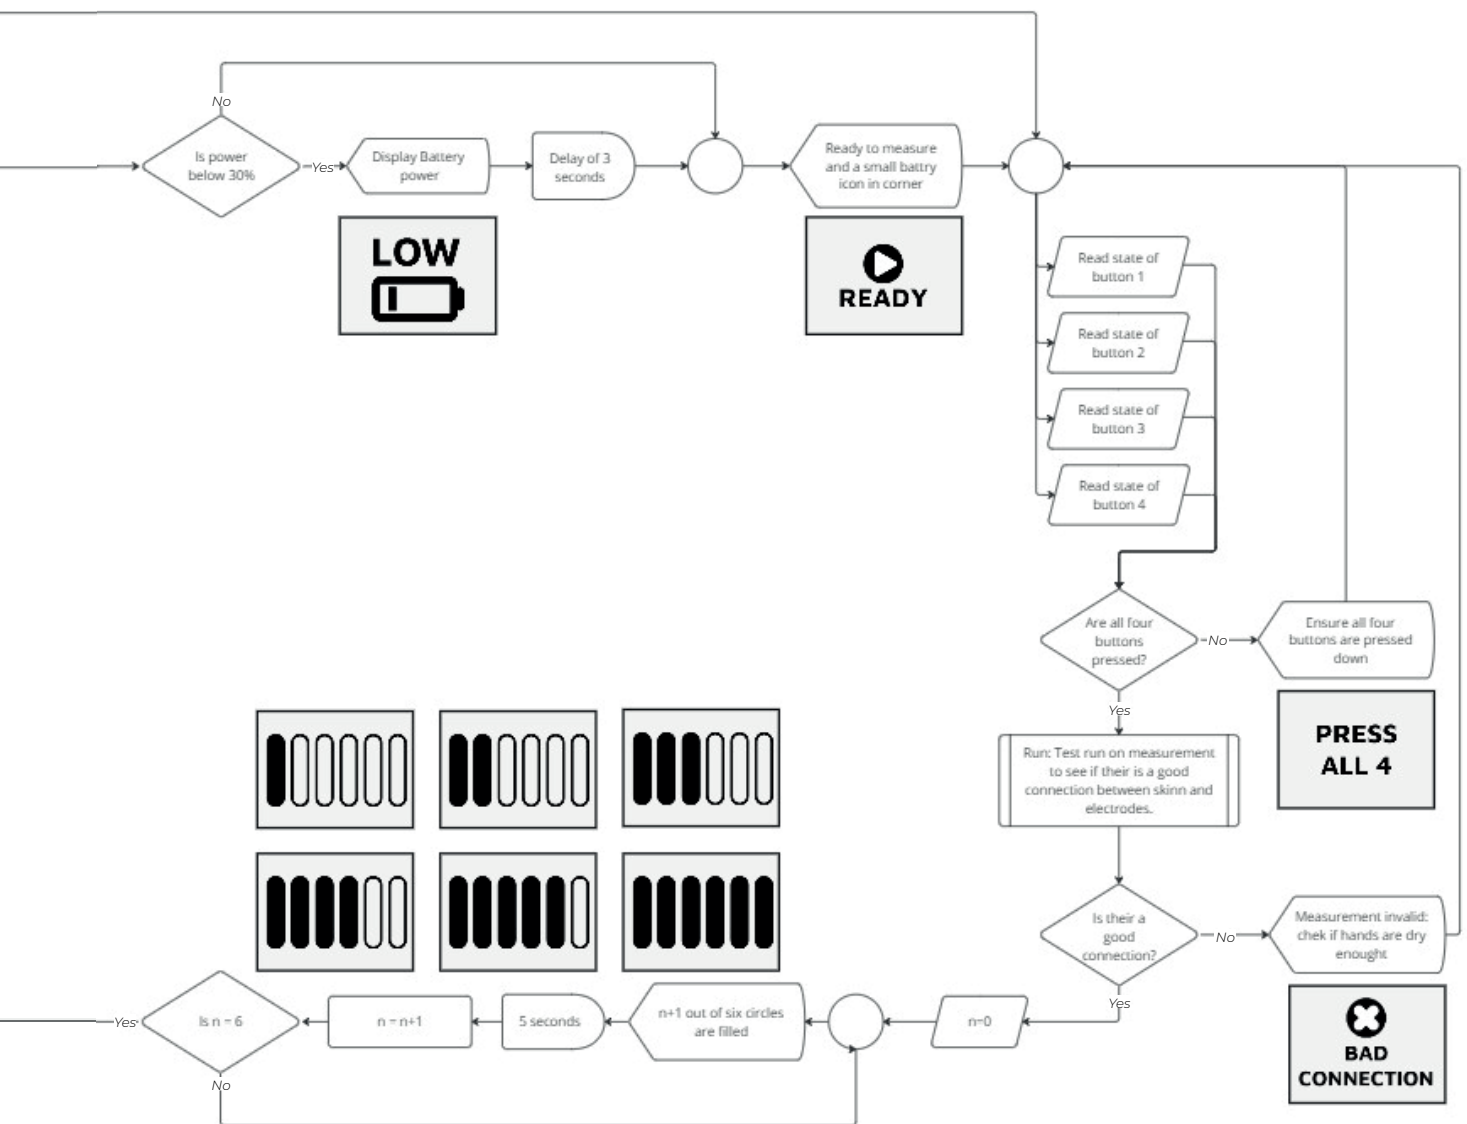 No
Is power
below 30%
Yes
Display Battery
power
Delay of 3
seconds
Ready to measure
and a small battry
icon in corner
LOW
READY
Read state of
button 1
Read state of
button 2
Read state of
button 3
Read state of
button 4
Are all four
buttons
pressed?
No
Ensure all four
buttons are pressed
down
Yes
PRESS
ALL 4
Run: Test run on measurement
to see if their is a good
connection between skinn and
electrodes.
Is their a
good
connection?
No
Measurement invalid:
chek if hands are dry
enought
Yes
BAD
CONNECTION
n=0
n+1 out of six circles
are filled
5 seconds
n = n+1
Is n = 6
Yes
No